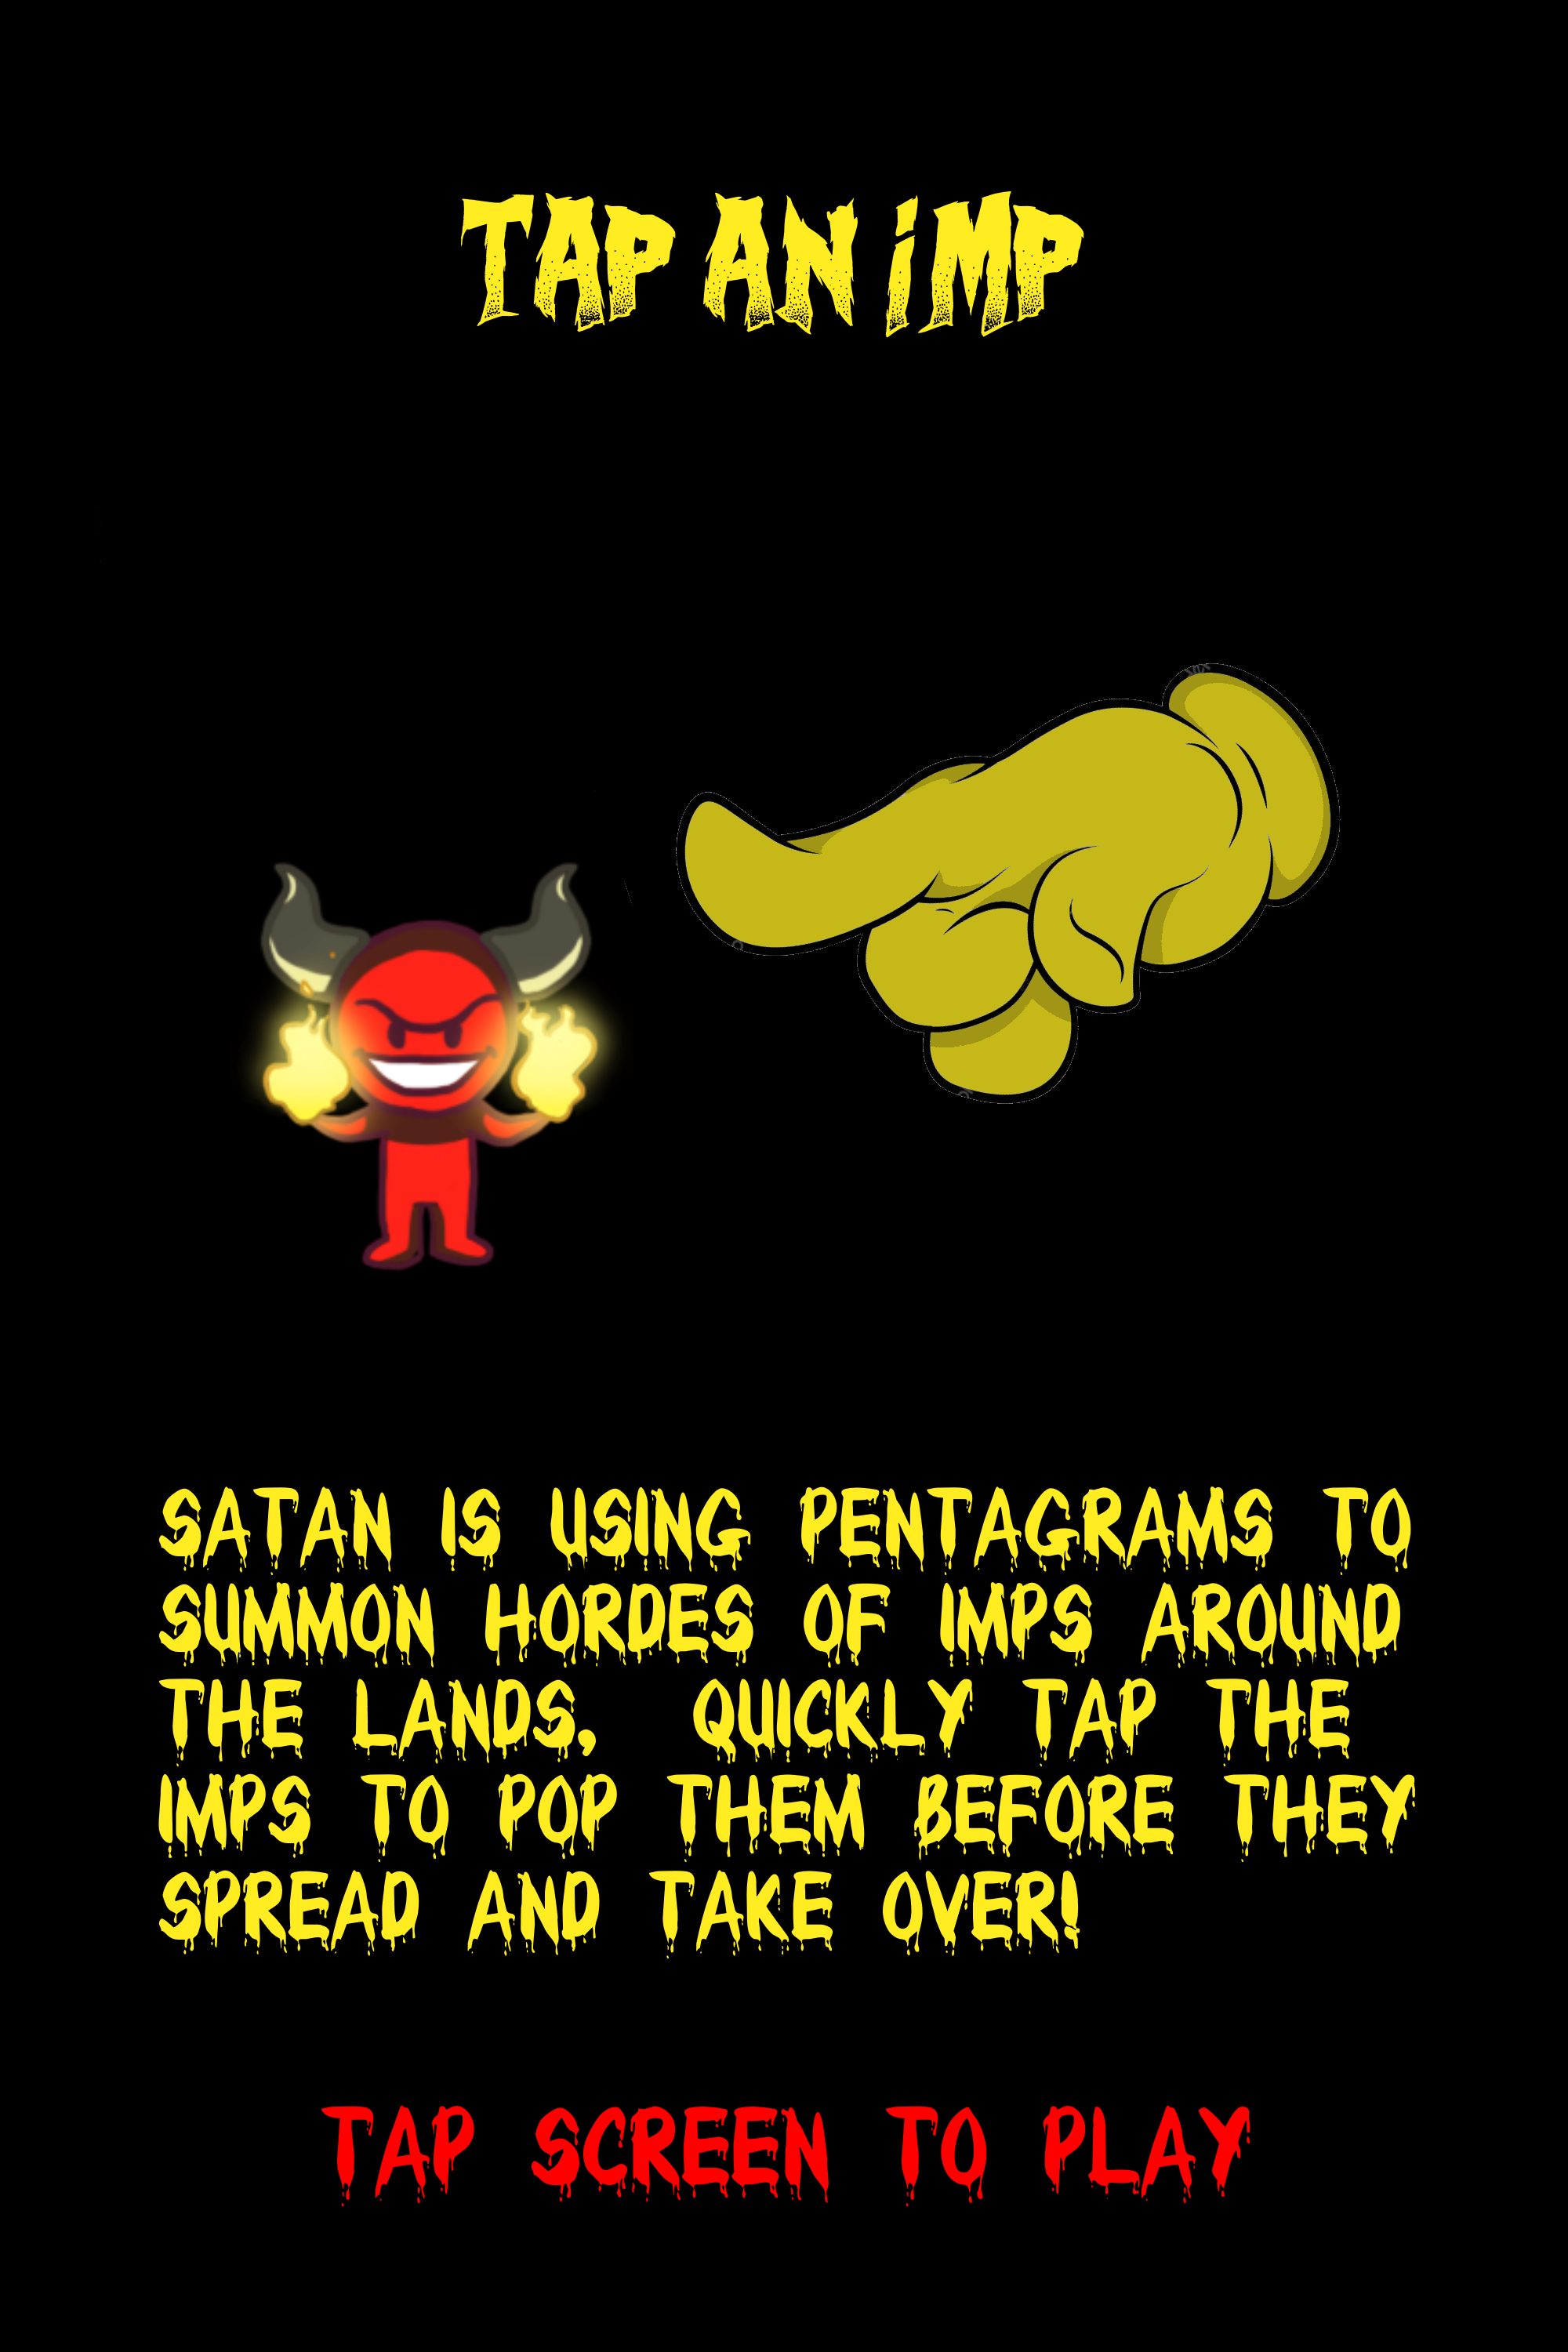 TAP AN iMP
SATAN IS USING PENTAGRAMS TO
SUMMON HORDES OF IMPS AROUND
THE LANDS, QUICKLY TAP THE
IMPS TO POP THEM BEFORE THEY
SPREAD AND TAKE OVER!
TAP SCREEN TO PLAY